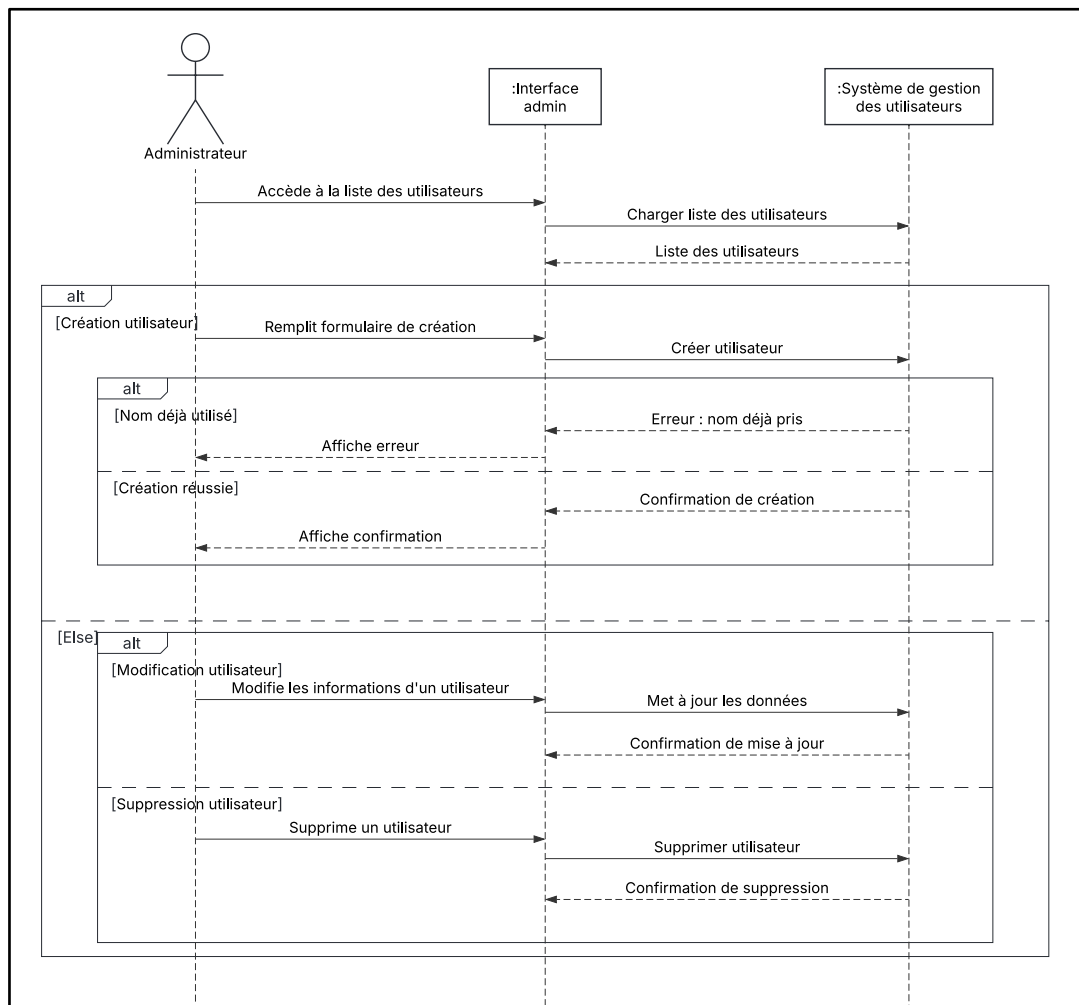 :Interface
admin
:Système de gestion
des utilisateurs
Administrateur
Accède à la liste des utilisateurs
Charger liste des utilisateurs
Liste des utilisateurs
alt
[Création utilisateur]
Remplit formulaire de création
Créer utilisateur
alt
[Nom déjà utilisé]
Erreur : nom déjà pris
Affiche erreur
[Création réussie]
Confirmation de création
Affiche confirmation
[Else]
alt
[Modification utilisateur]
Modifie les informations d'un utilisateur
Met à jour les données
Confirmation de mise à jour
[Suppression utilisateur]
Supprime un utilisateur
Supprimer utilisateur
Confirmation de suppression